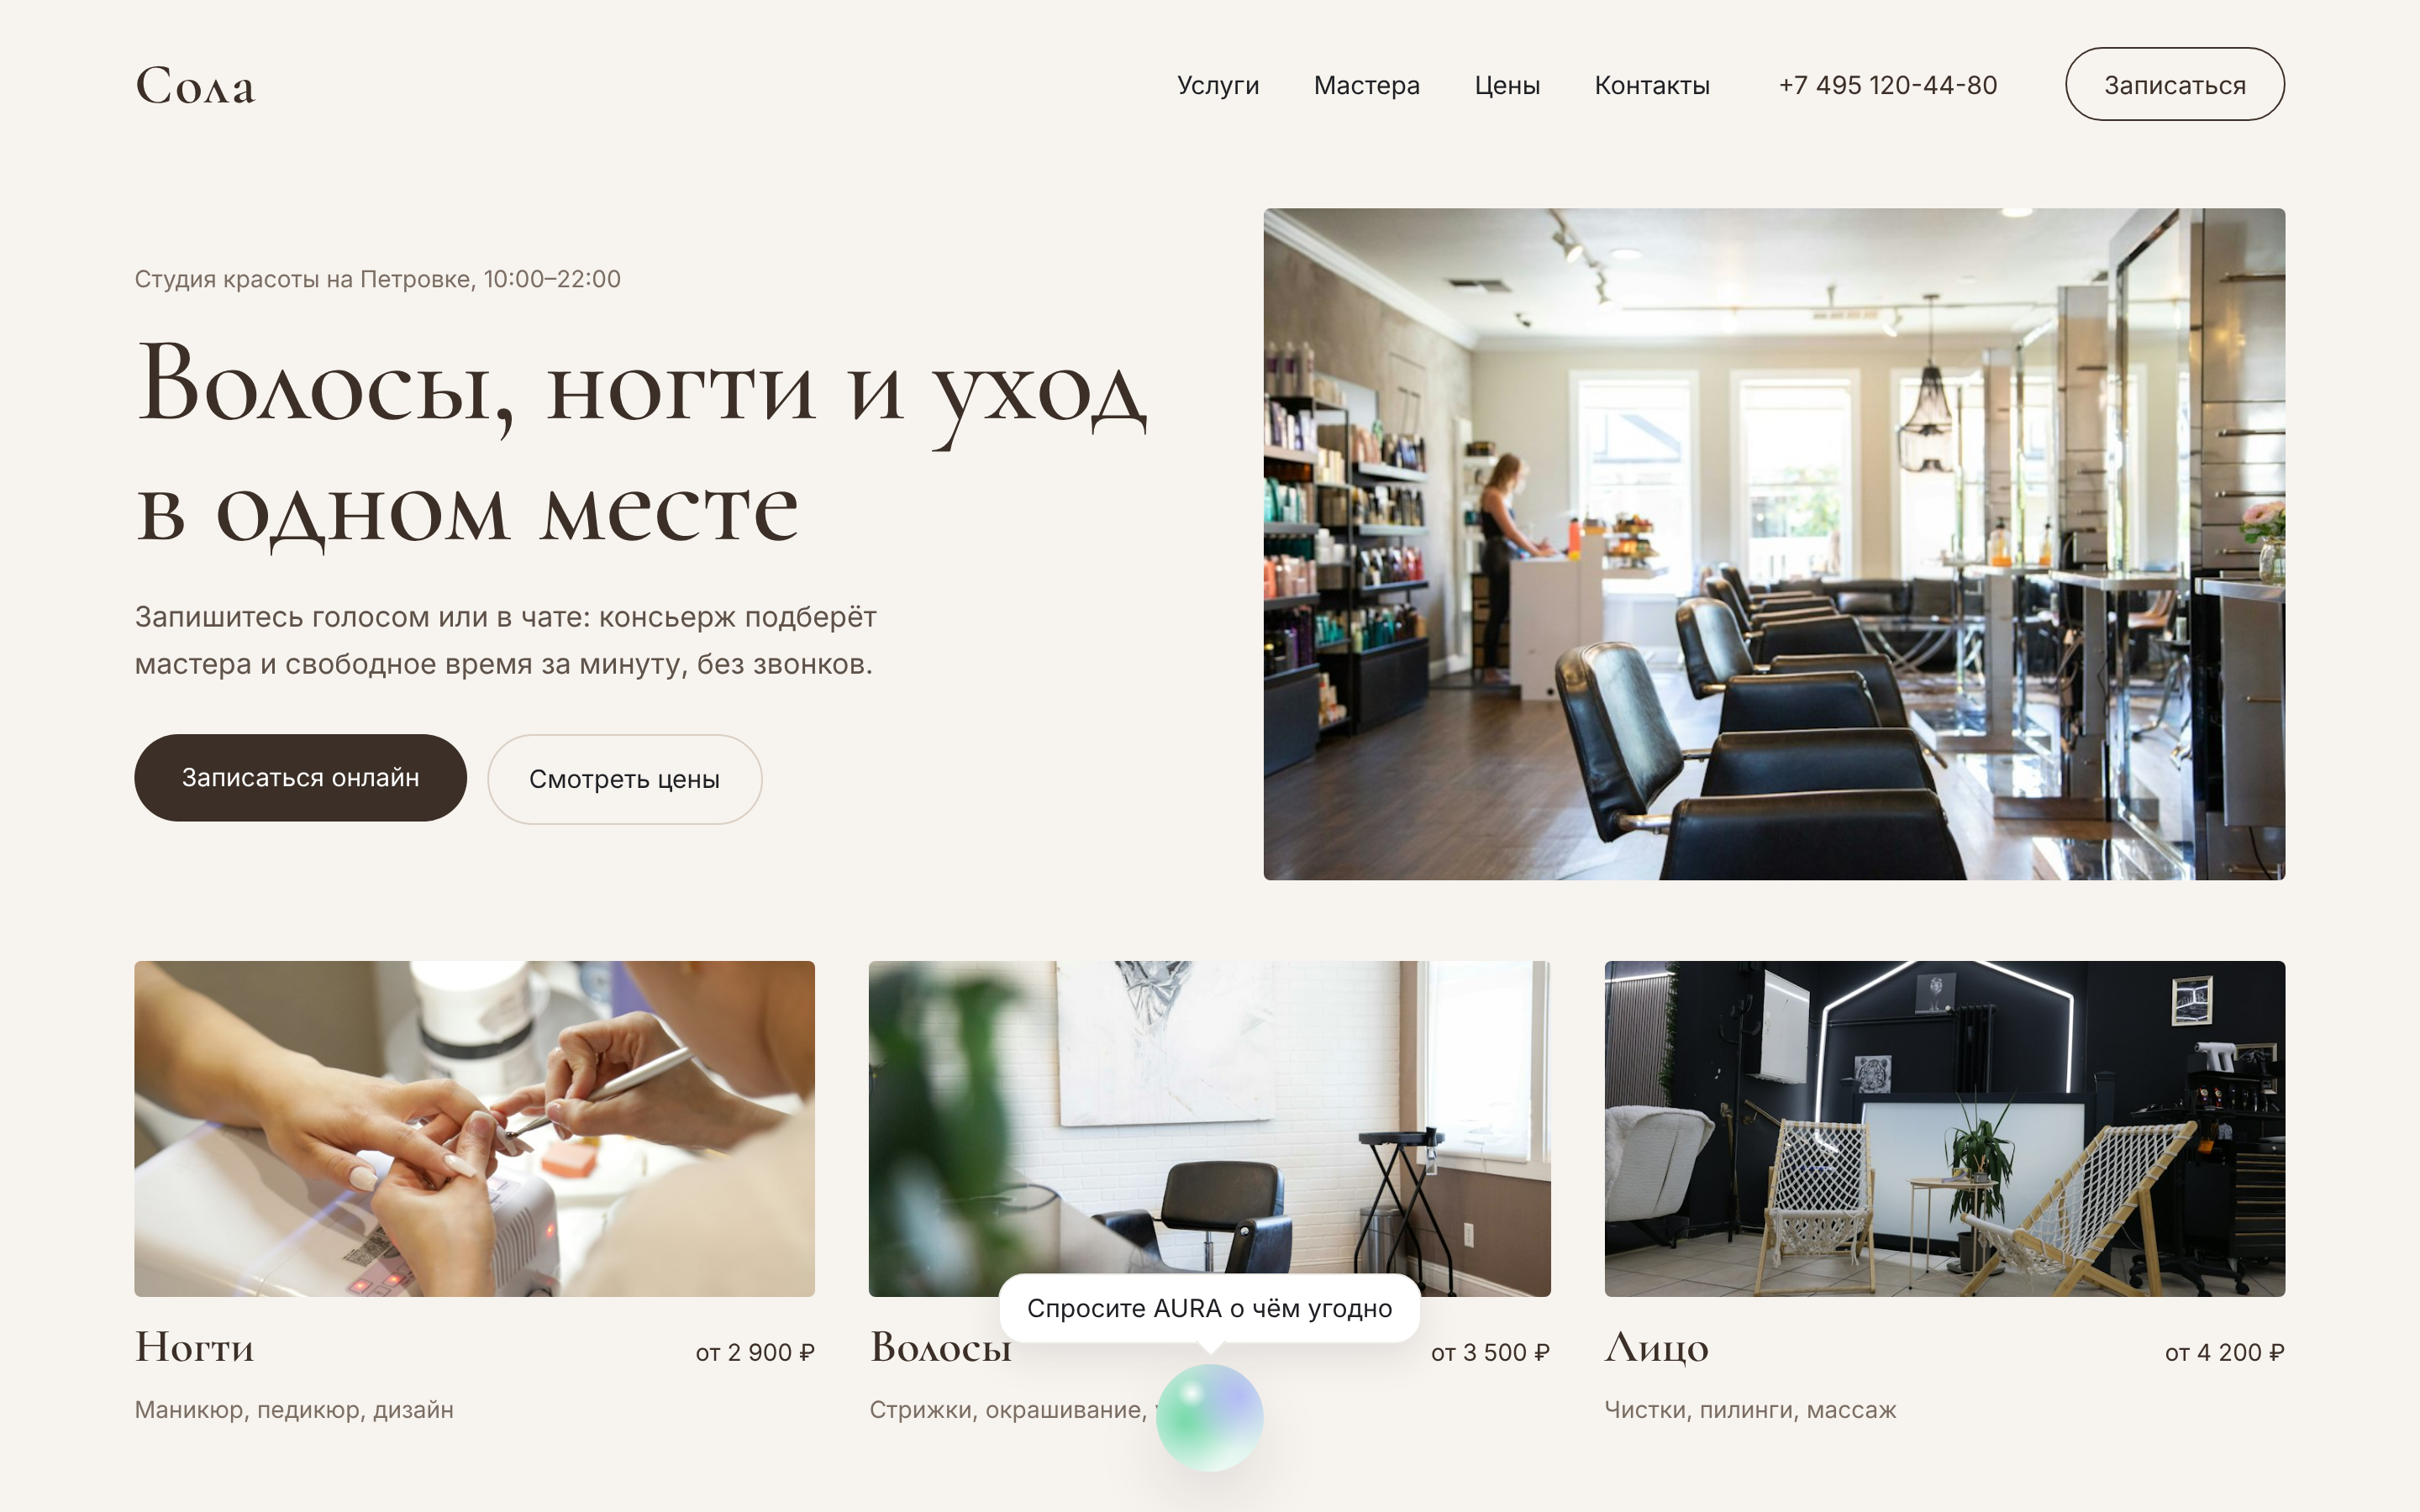 Сола
Услуги Мастера Цены Контакты +7 495 120-44-80 Записаться
Студия красоты на Петровке, 10:00–22:00
Волосы, ногти и уход
в одном месте
Запишитесь голосом или в чате: консьерж подберёт
мастера и свободное время за минуту, без звонков.
Записаться онлайн Смотреть цены
Спросите AURA о чём угодно
Ногти от 2 900 ₽
Маникюр, педикюр, дизайн
Волосы от 3 500 ₽
Стрижки, окрашивание,
Лицо от 4 200 ₽
Чистки, пилинги, массаж